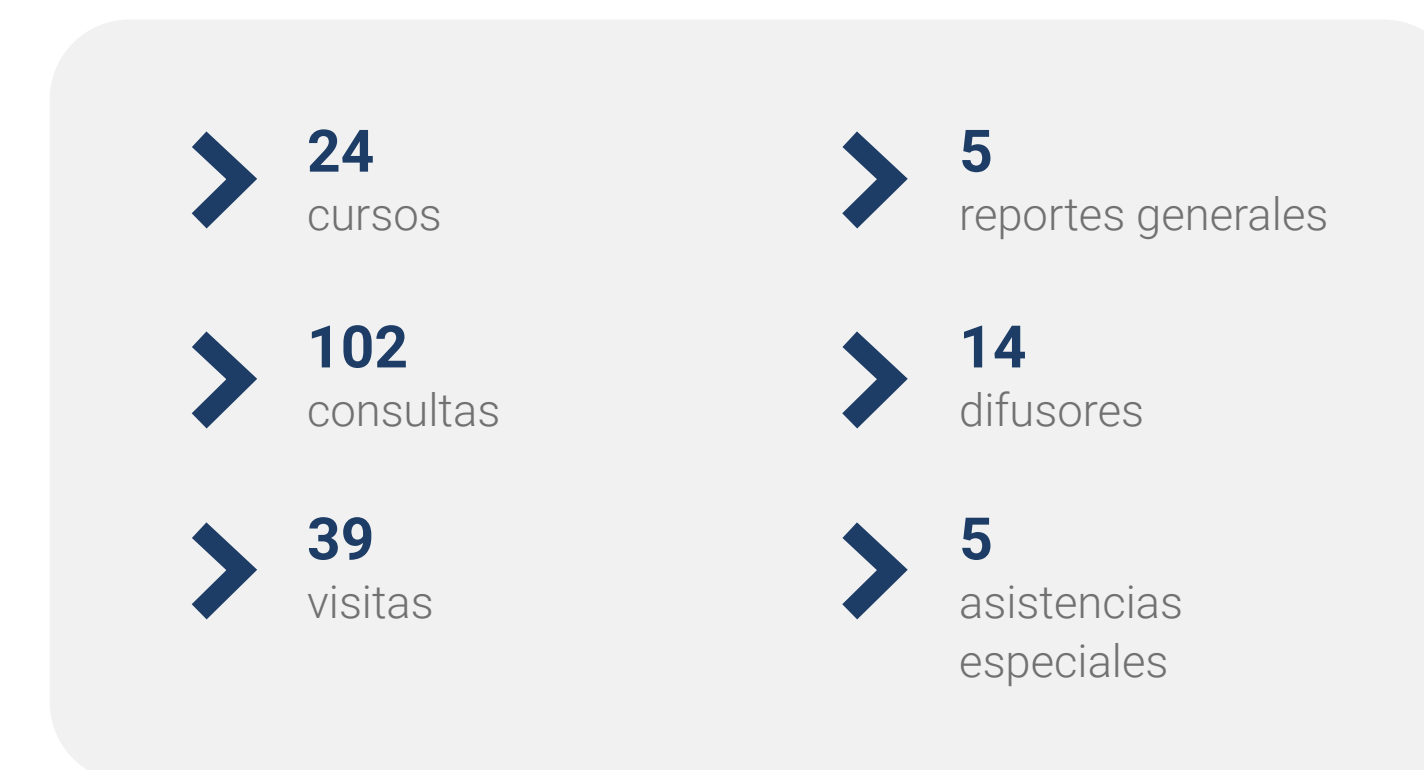 24
cursos
102
consultas
39
visitas
5
reportes generales
14
difusores
5
asistencias
especiales